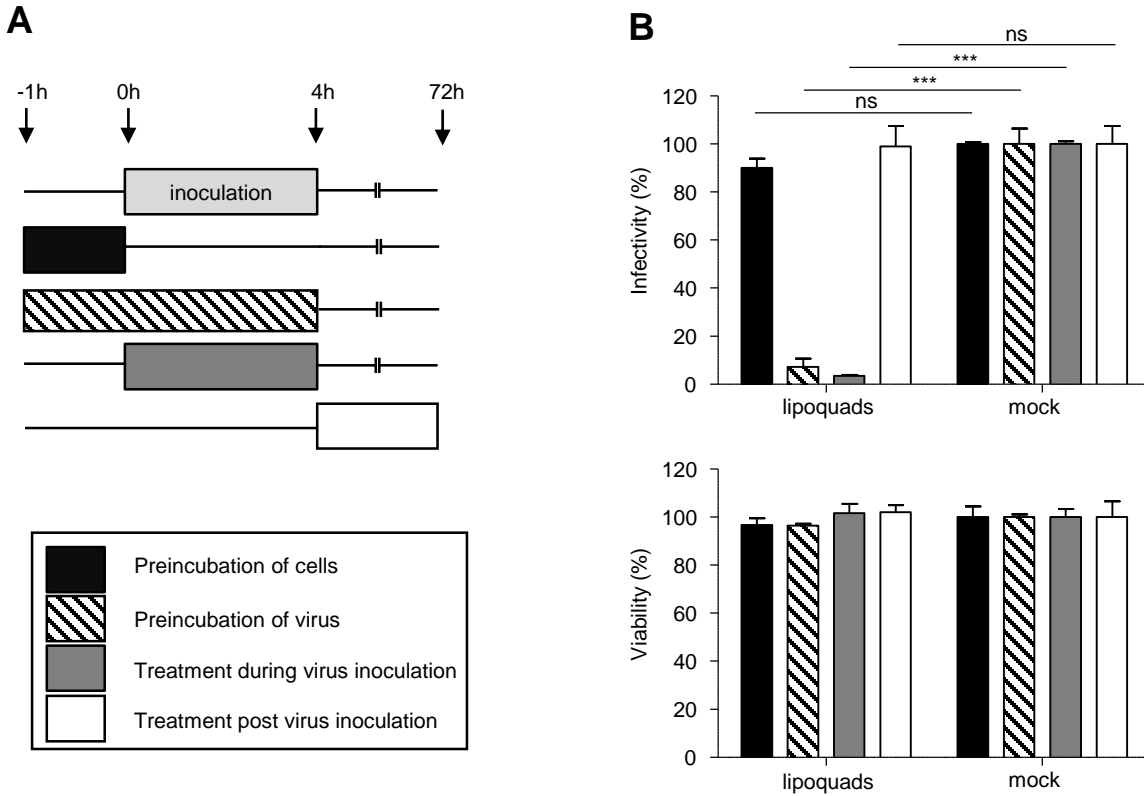 A
-1h 0h 4h 72h
inoculation
Preincubation of cells
Preincubation of virus
Treatment during virus inoculation
Treatment post virus inoculation
B
ns
***
***
ns
Infectivity (%)
120
100
80
60
40
20
0
lipoquads mock
Viability (%)
120
100
80
60
40
20
0
lipoquads mock